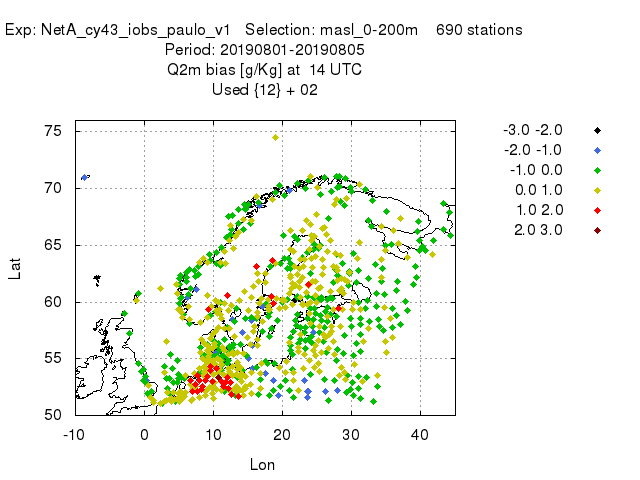 Exp: NetA_cy43_iobs_paulo_v1 Selection: masl_0-200m 690 stations
Period: 20190801-20190805
Q2m bias [g/Kg] at 14 UTC
Used {12} + 02
75
70
65
60
55
50
-10 0 10 20 30 40
Lat
Lon
-3.0 -2.0
-2.0 -1.0
-1.0 0.0
0.0 1.0
1.0 2.0
2.0 3.0